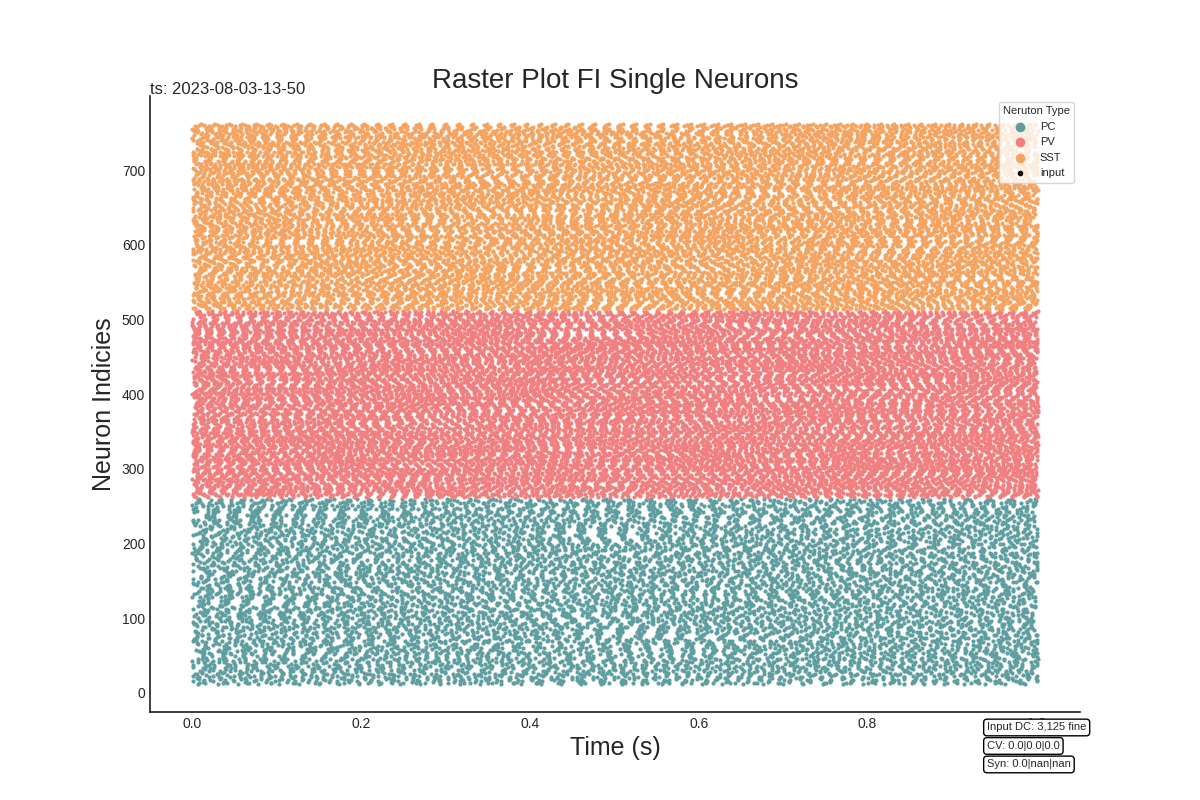 Raster Plot FI Single Neurons
ts: 2023-08-03-13-50
Neruton Type
PC
PV
SST
input
Neuron Indicies
700
600
500
400
300
200
100
0
0.0 0.2 0.4 0.6 0.8
Time (s)
Input DC: 3,125 fine
CV: 0.0|0.0|0.0
Syn: 0.0|nan|nan